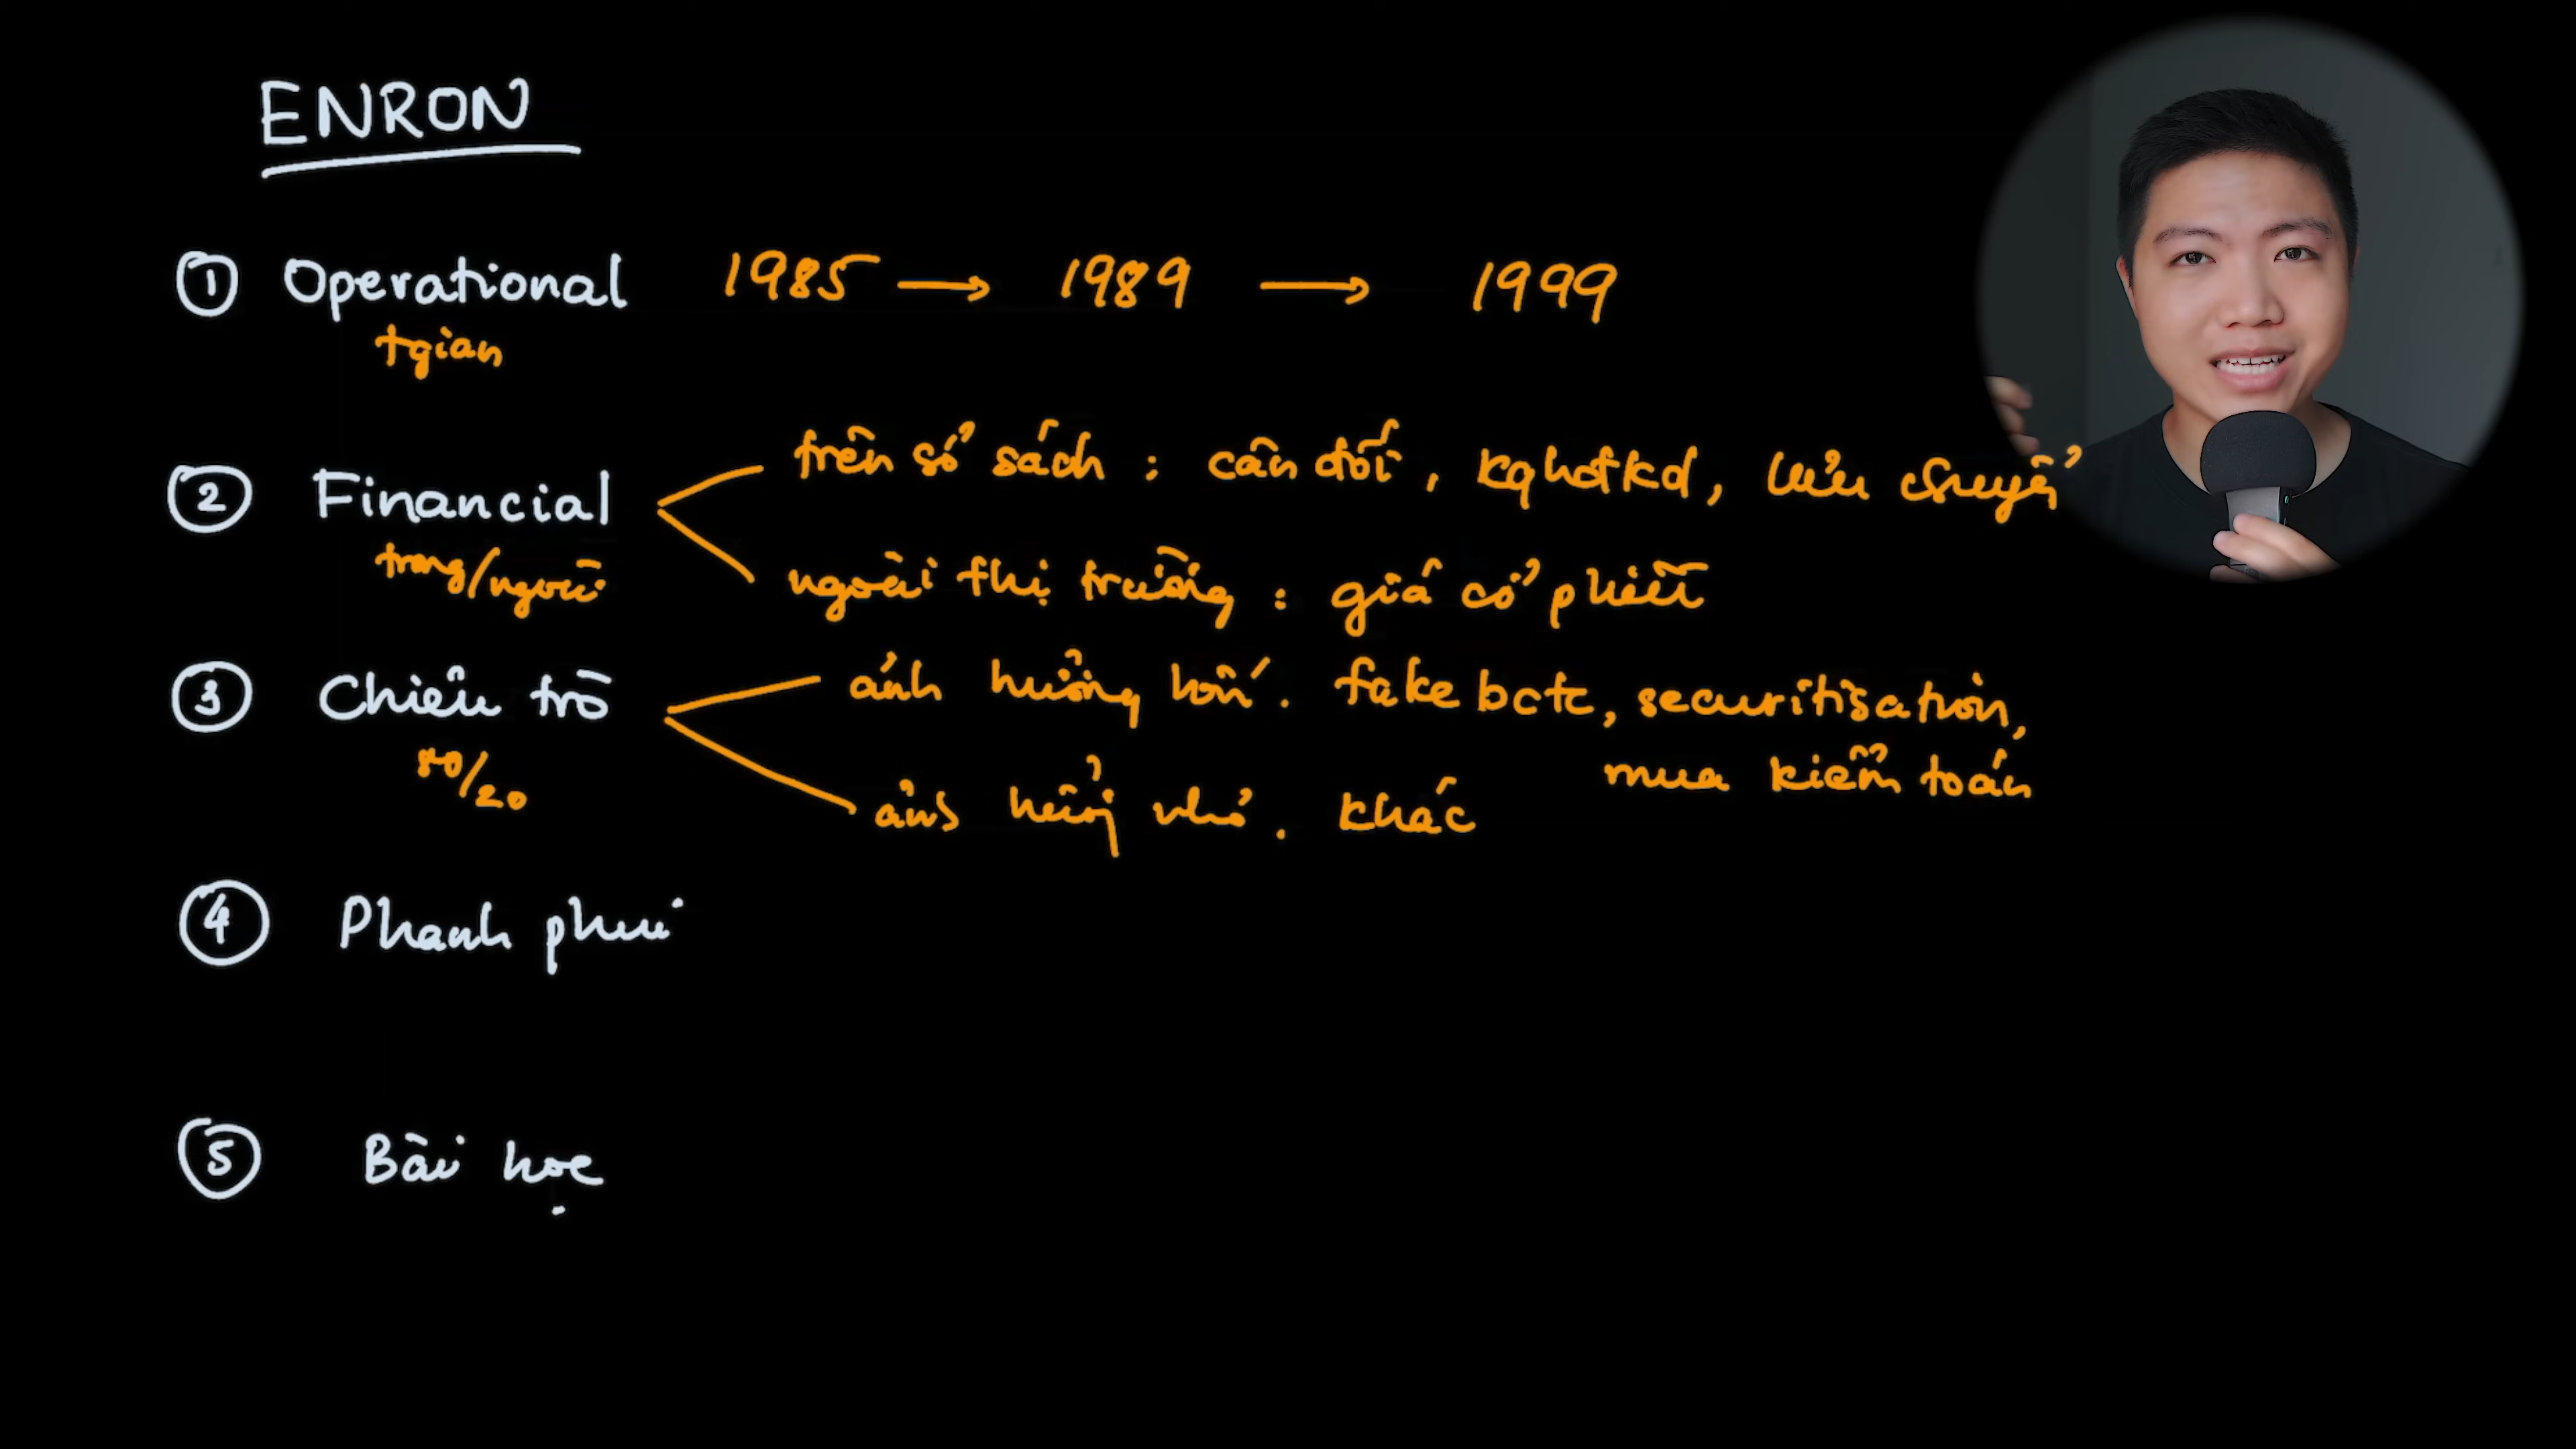 ENRON
① Operational 1985 → 1989 → 1999
tgian
② Financial
trong/ngoài
trên sổ sách : cân đối, kqhđkd, lưu chuyển
ngoài thị trường : giá cổ phiếu
③ Chiêu trò
80/20
ảnh hưởng lớn. fake bctc, securitisation,
mua kiểm toán
ảnh hưởng nhỏ. khác
④ Phanh phui
⑤ Bài học